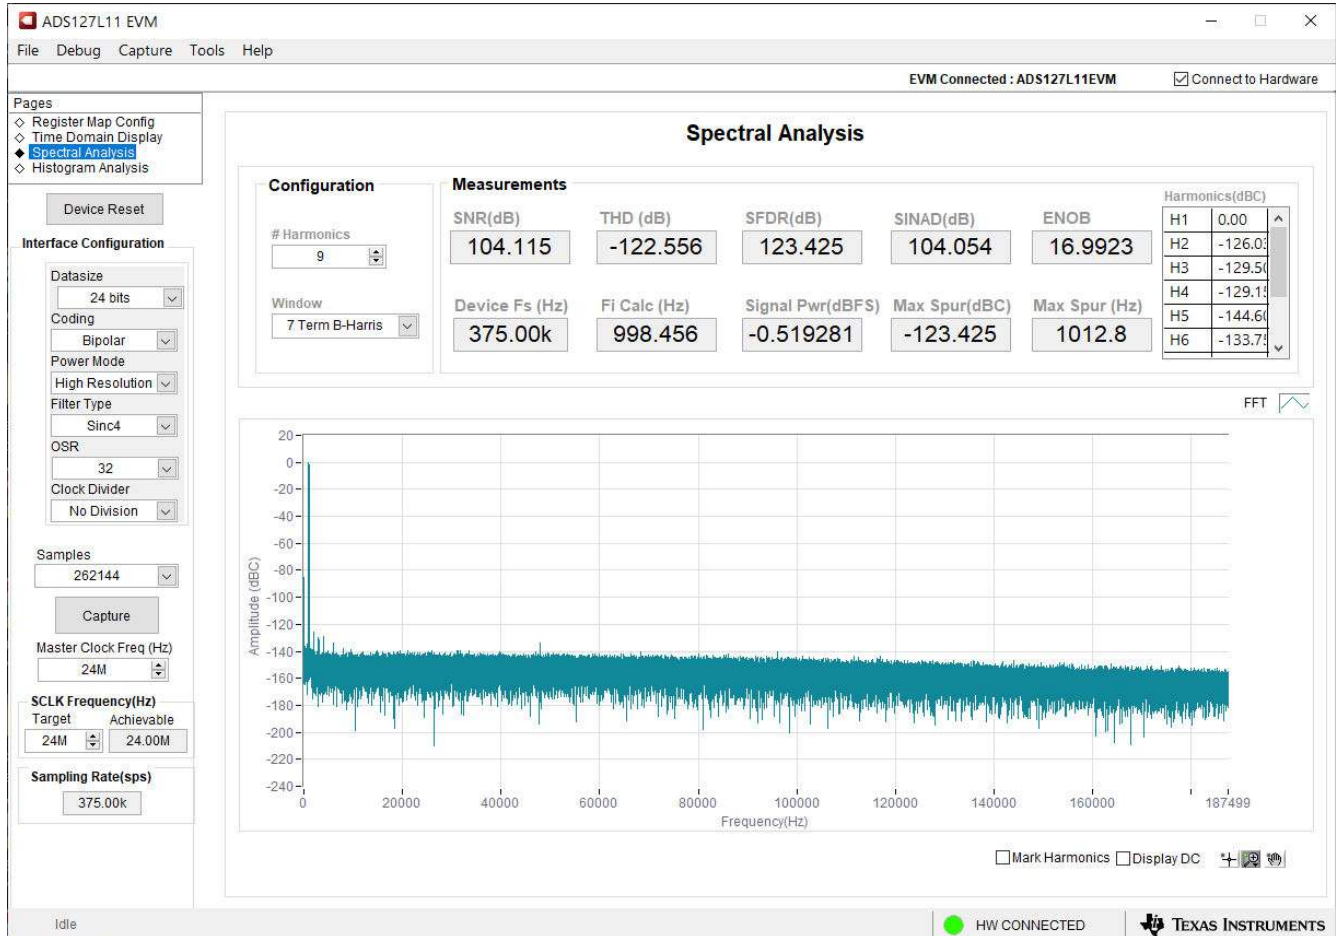 ADS127L11 EVM
File Debug Capture Tools Help
EVM Connected : ADS127L11EVM
Connect to Hardware
Pages
Register Map Config
Time Domain Display
Spectral Analysis
Histogram Analysis
Device Reset
Interface Configuration
Datasize
24 bits
Coding
Bipolar
Power Mode
High Resolution
Filter Type
Sinc4
OSR
32
Clock Divider
No Division
Samples
262144
Capture
Master Clock Freq (Hz)
24M
SCLK Frequency(Hz)
Target Achievable
24M 24.00M
Sampling Rate(sps)
375.00k
Spectral Analysis
Configuration
# Harmonics
9
Window
7 Term B-Harris
Measurements
SNR(dB) THD (dB) SFDR(dB) SINAD(dB) ENOB
104.115 -122.556 123.425 104.054 16.9923
Device Fs (Hz) Fi Calc (Hz) Signal Pwr(dBFS) Max Spur(dBC) Max Spur (Hz)
375.00k 998.456 -0.519281 -123.425 1012.8
Harmonics(dBC)
H1 0.00
H2
H3
H4
H5
H6
FFT
20
0
-20
-40
-60
-80
-100
-120
-140
-160
-180
-200
-220
-240
Amplitude (dBC)
0 20000 40000 60000 80000 100000 120000 140000 160000 187499
Frequency(Hz)
Mark Harmonics Display DC
Idle
HW CONNECTED
TEXAS INSTRUMENTS